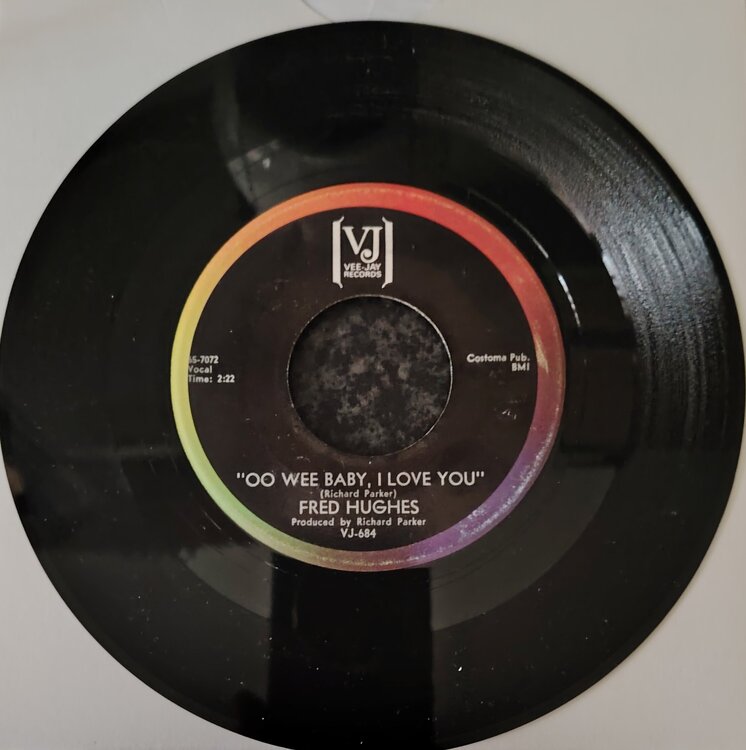 VJ
VEE-JAY
RECORDS
65-7072
Vocal
Time: 2:22
Costoma Pub.
BMI
"OO WEE BABY, I LOVE YOU"
(Richard Parker)
FRED HUGHES
Produced by Richard Parker
VJ-684